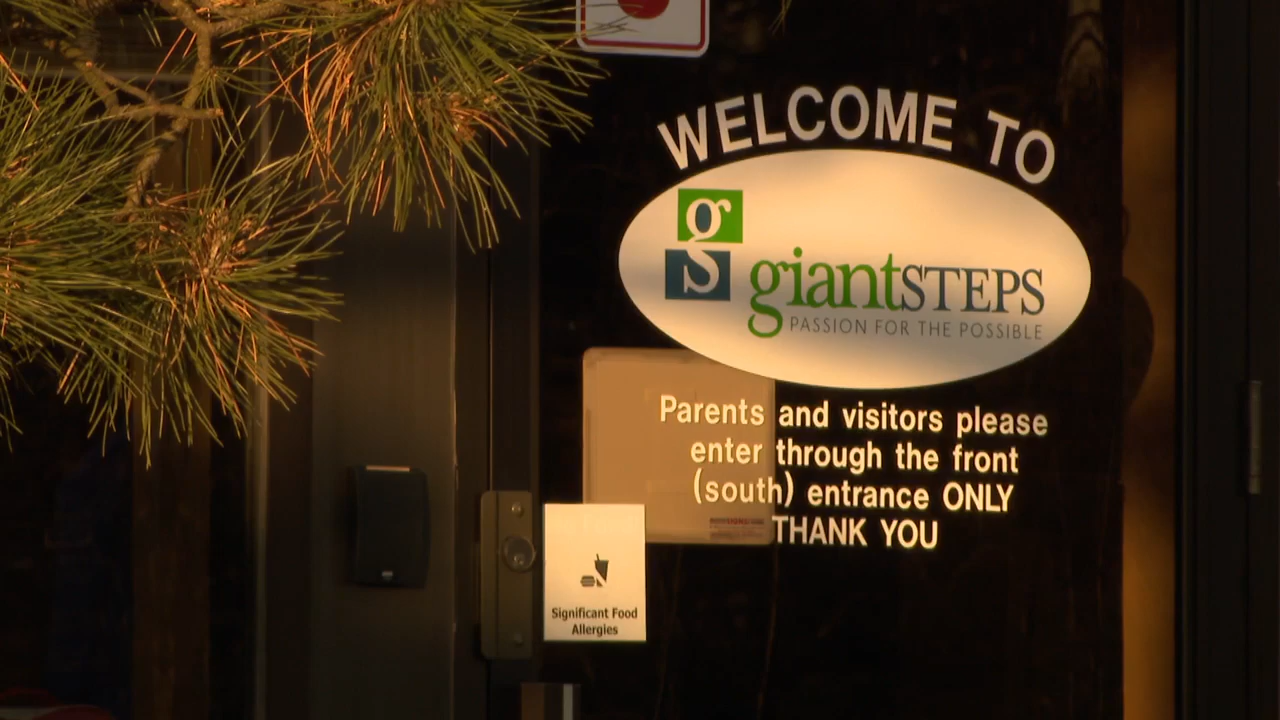 WELCOME TO
g
s
giantSTEPS
PASSION FOR THE POSSIBLE
Parents and visitors please
enter through the front
(south) entrance ONLY
THANK YOU
Significant Food
Allergies